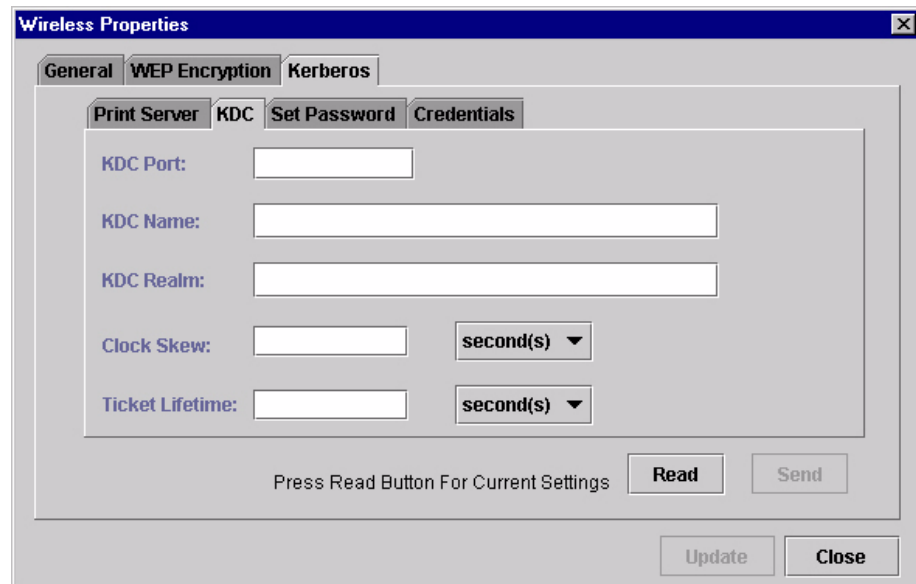 Wireless Properties
General WEP Encryption Kerberos
Print Server KDC Set Password Credentials
KDC Port:
KDC Name:
KDC Realm:
Clock Skew: second(s)
Ticket Lifetime: second(s)
Press Read Button For Current Settings Read Send
Update Close